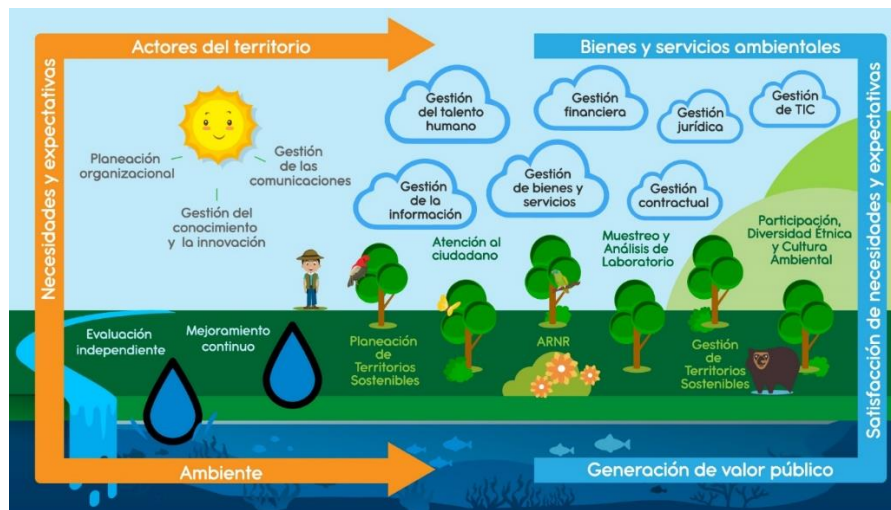 Actores del territorio
Bienes y servicios ambientales
Necesidades y expectativas
Satisfacción de necesidades y expectativas
Planeación
organizacional
Gestión
de las
comunicaciones
Gestión del
conocimiento
y la innovación
Gestión
del talento
humano
Gestión
financiera
Gestión
jurídica
Gestión
de TIC
Gestión
de la
información
Gestión
de bienes y
servicios
Gestión
contractual
Atención al
ciudadano
Muestreo y
Análisis de
Laboratorio
Participación,
Diversidad Étnica
y Cultura
Ambiental
Evaluación
independiente
Mejoramiento
continuo
Planeación
de
Territorios
Sostenibles
ARNR
Gestión
de
Territorios
Sostenibles
Ambiente
Generación de valor público